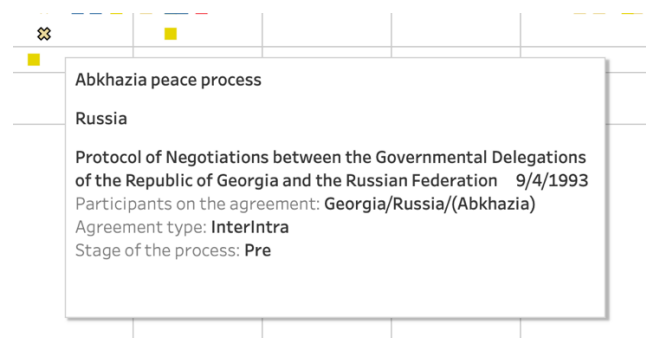 Abkhazia peace process
Russia
Protocol of Negotiations between the Governmental Delegations
of the Republic of Georgia and the Russian Federation 9/4/1993
Participants on the agreement: Georgia/Russia/(Abkhazia)
Agreement type: InterIntra
Stage of the process: Pre